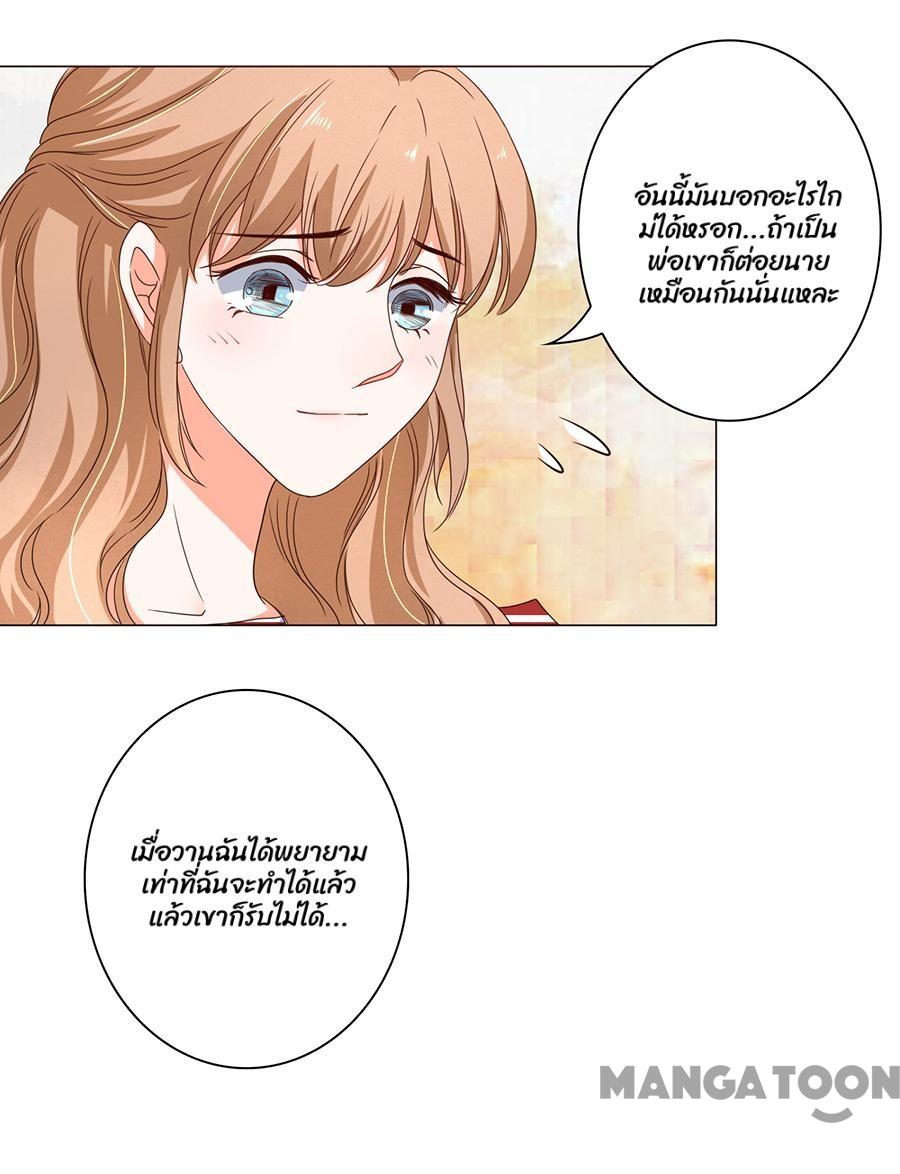 อันนี้มันบอกอะไรไก
ม่ได้หรอก...ถ้าเป็น
พ่อเขาก็ต่อยนาย
เหมือนกันนั่นแหละ
เมื่อวานฉันได้พยายาม
เท่าที่ฉันจะทำได้แล้ว
แล้วเขาก็รับไม่ได้...
MANGATOON